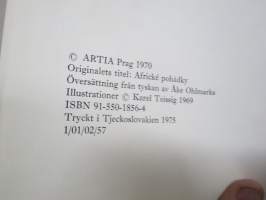 © ARTIA Prag 1970
Originalets titel: Africké pohádky
Översättning från tyskan av Åke Ohlmarks
Illustrationer © Karel Teissig 1969
ISBN 91-550-1856-4
Tryckt i Tjeckoslovakien 1975
1/01/02/57